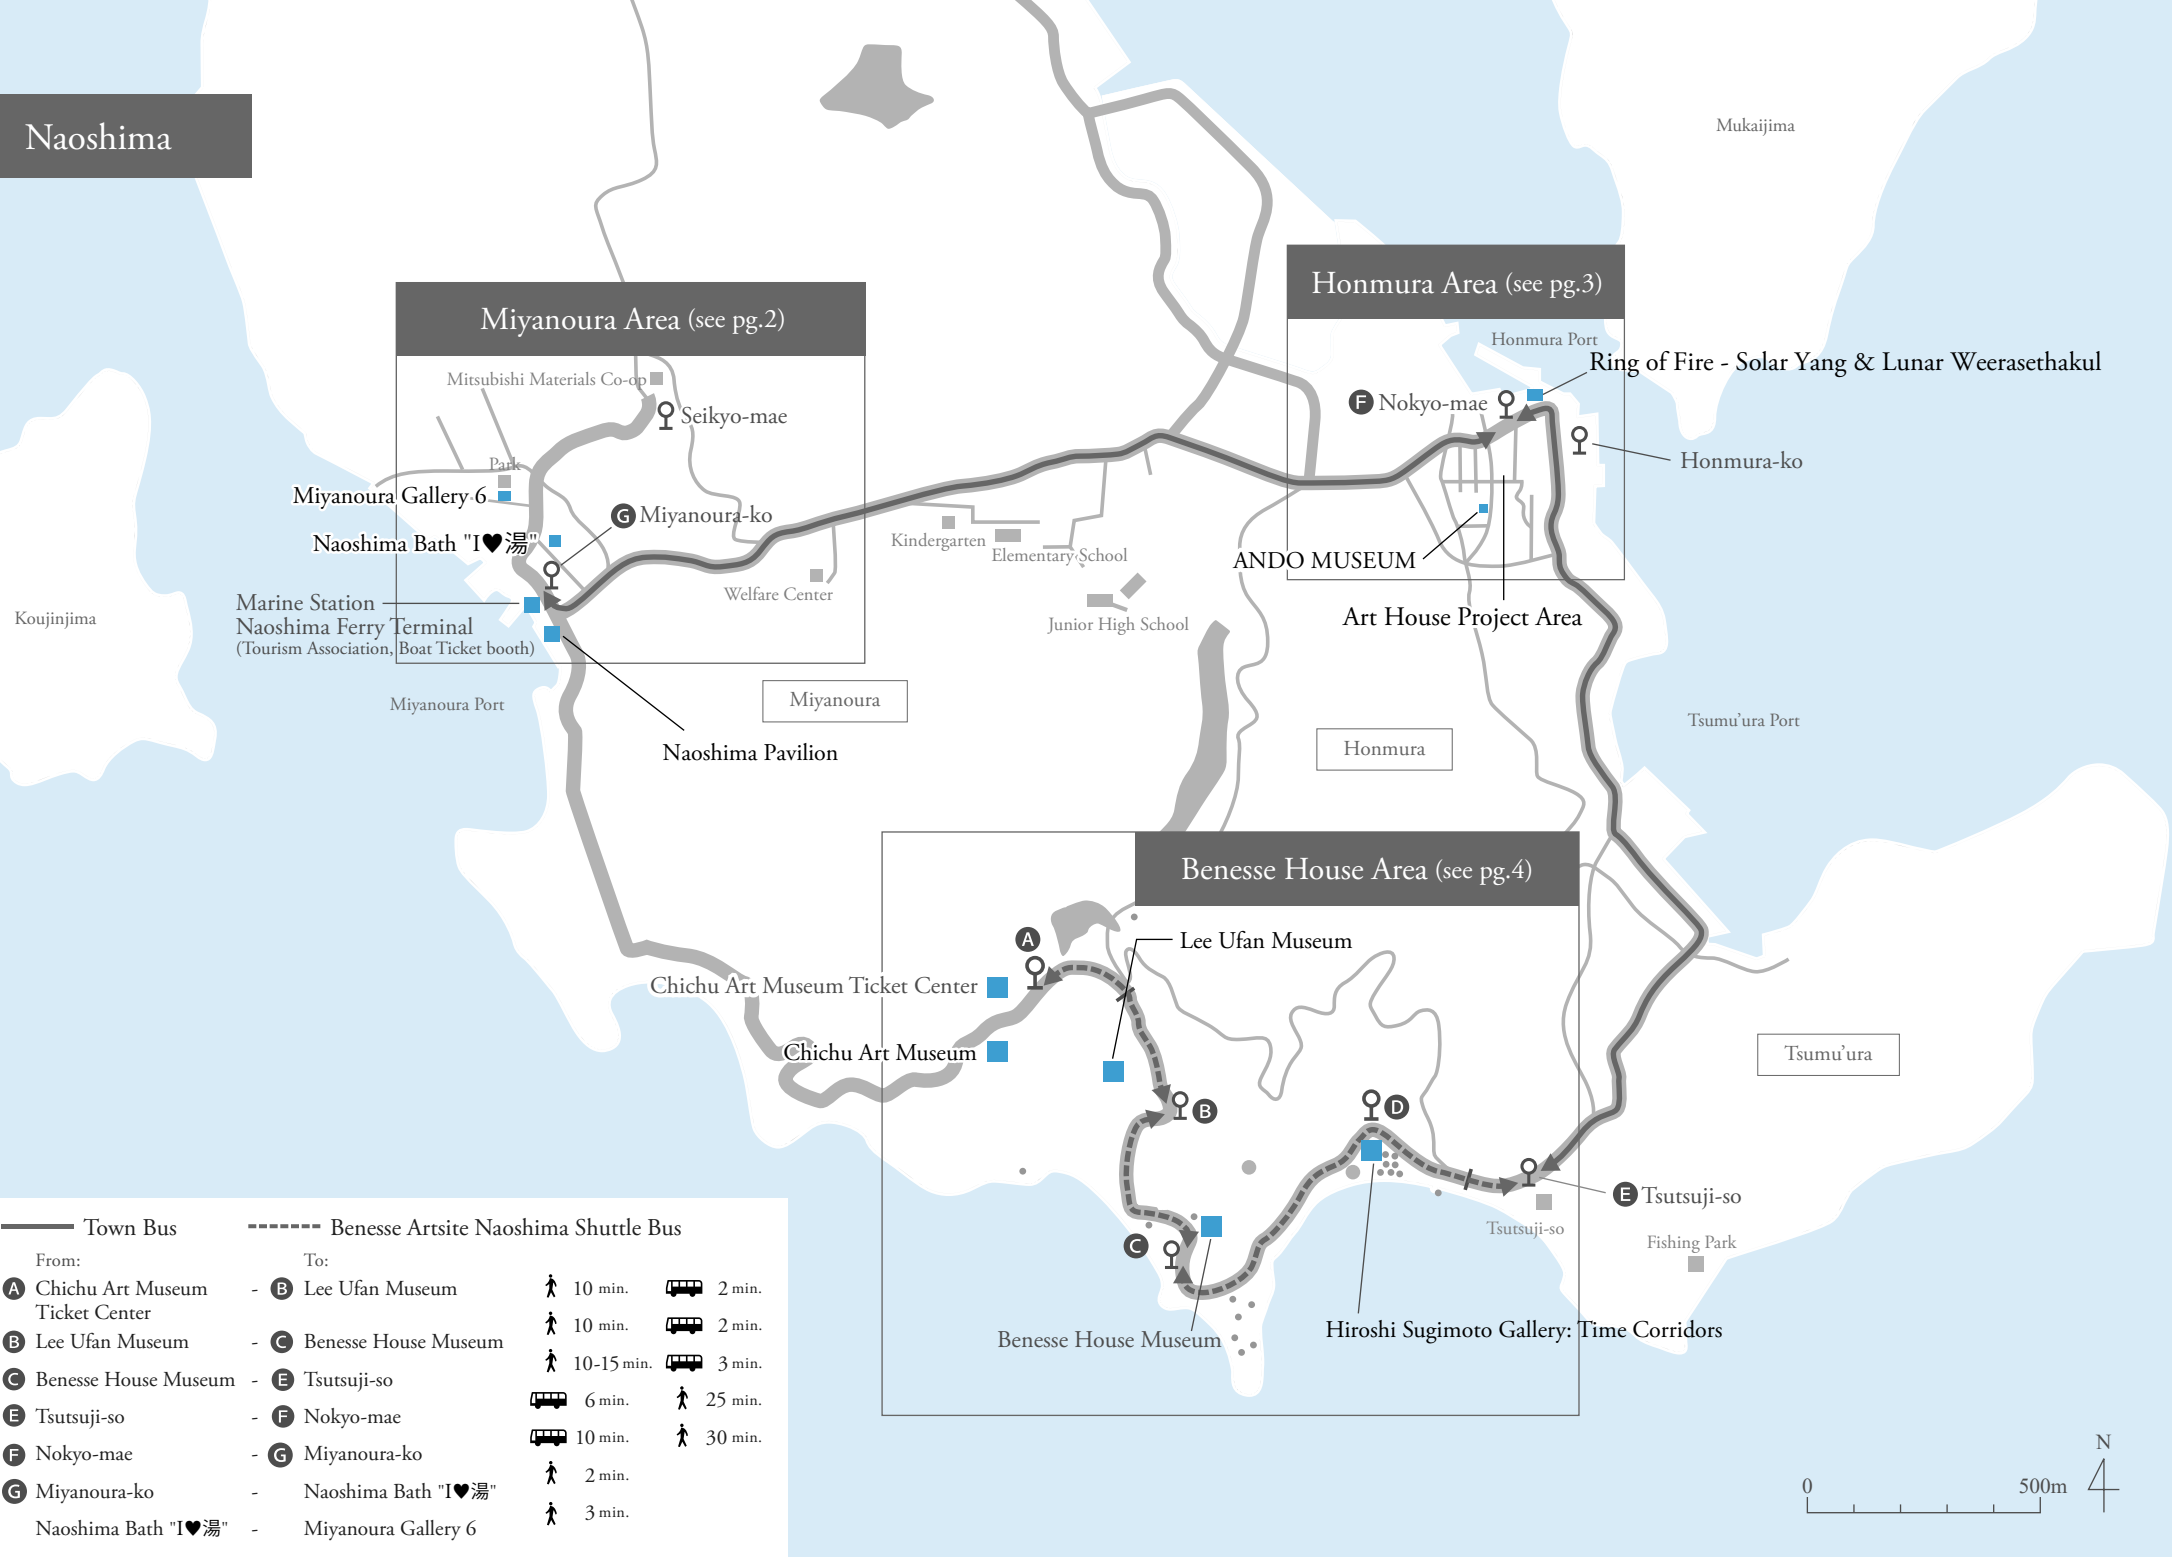 Naoshima
Mukaijima
Honmura Area (see pg.3)
Miyanoura Area (see pg.2)
Honmura Port
Ring of Fire - Solar Yang & Lunar Weerasethakul
Mitsubishi Materials Co-op
Seikyo-mae
F Nokyo-mae
Honmura-ko
Park
Miyanoura Gallery 6
G Miyanoura-ko
Naoshima Bath "I♥湯"
Kindergarten
Elementary School
ANDO MUSEUM
Welfare Center
Marine Station
Naoshima Ferry Terminal
(Tourism Association, Boat Ticket booth)
Koujinjima
Junior High School
Art House Project Area
Miyanoura Port
Miyanoura
Tsumu'ura Port
Honmura
Naoshima Pavilion
Benesse House Area (see pg.4)
A
Lee Ufan Museum
Chichu Art Museum Ticket Center
Chichu Art Museum
Tsumu'ura
B
D
E Tsutsuji-so
Tsutsuji-so
Fishing Park
C
Benesse House Museum
Hiroshi Sugimoto Gallery: Time Corridors
Town Bus
Benesse Artsite Naoshima Shuttle Bus
From: To:
A Chichu Art Museum Ticket Center - B Lee Ufan Museum 10 min. 2 min.
B Lee Ufan Museum - C Benesse House Museum 10 min. 2 min.
C Benesse House Museum - E Tsutsuji-so 10-15 min. 3 min.
E Tsutsuji-so - F Nokyo-mae 6 min. 25 min.
F Nokyo-mae - G Miyanoura-ko 10 min. 30 min.
G Miyanoura-ko - Naoshima Bath "I♥湯" 2 min.
Naoshima Bath "I♥湯" - Miyanoura Gallery 6 3 min.
N
0 500m